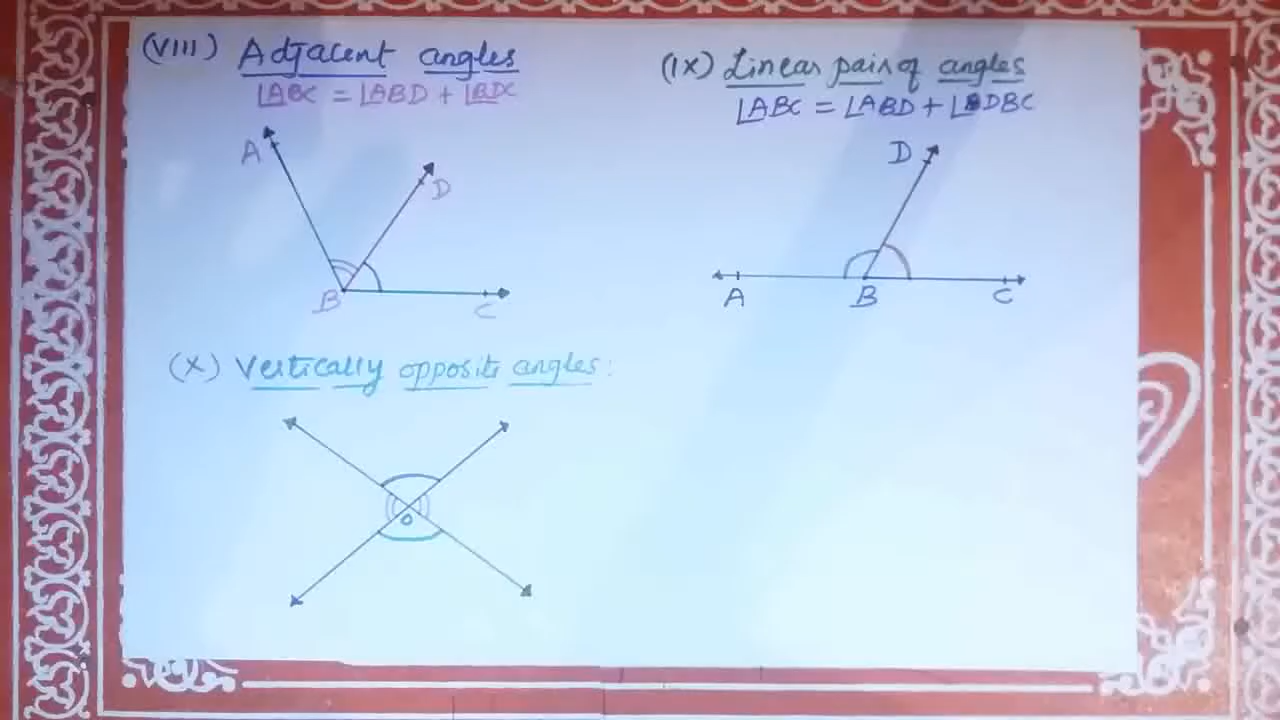 (VIII) Adjacent angles
∠ABC = ∠ABD + ∠BDC
A
D
B
C
(IX) Linear pair of angles
∠ABC = ∠ABD + ∠DBC
D
A B C
(X) Vertically opposite angles:
O